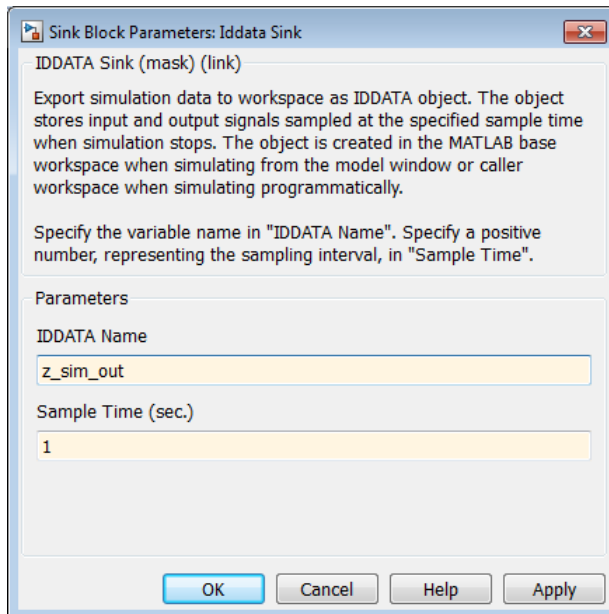 Sink Block Parameters: Iddata Sink
IDDATA Sink (mask) (link)
Export simulation data to workspace as IDDATA object. The object
stores input and output signals sampled at the specified sample time
when simulation stops. The object is created in the MATLAB base
workspace when simulating from the model window or caller
workspace when simulating programmatically.
Specify the variable name in "IDDATA Name". Specify a positive
number, representing the sampling interval, in "Sample Time".
Parameters
IDDATA Name
z_sim_out
Sample Time (sec.)
1
OK Cancel Help Apply